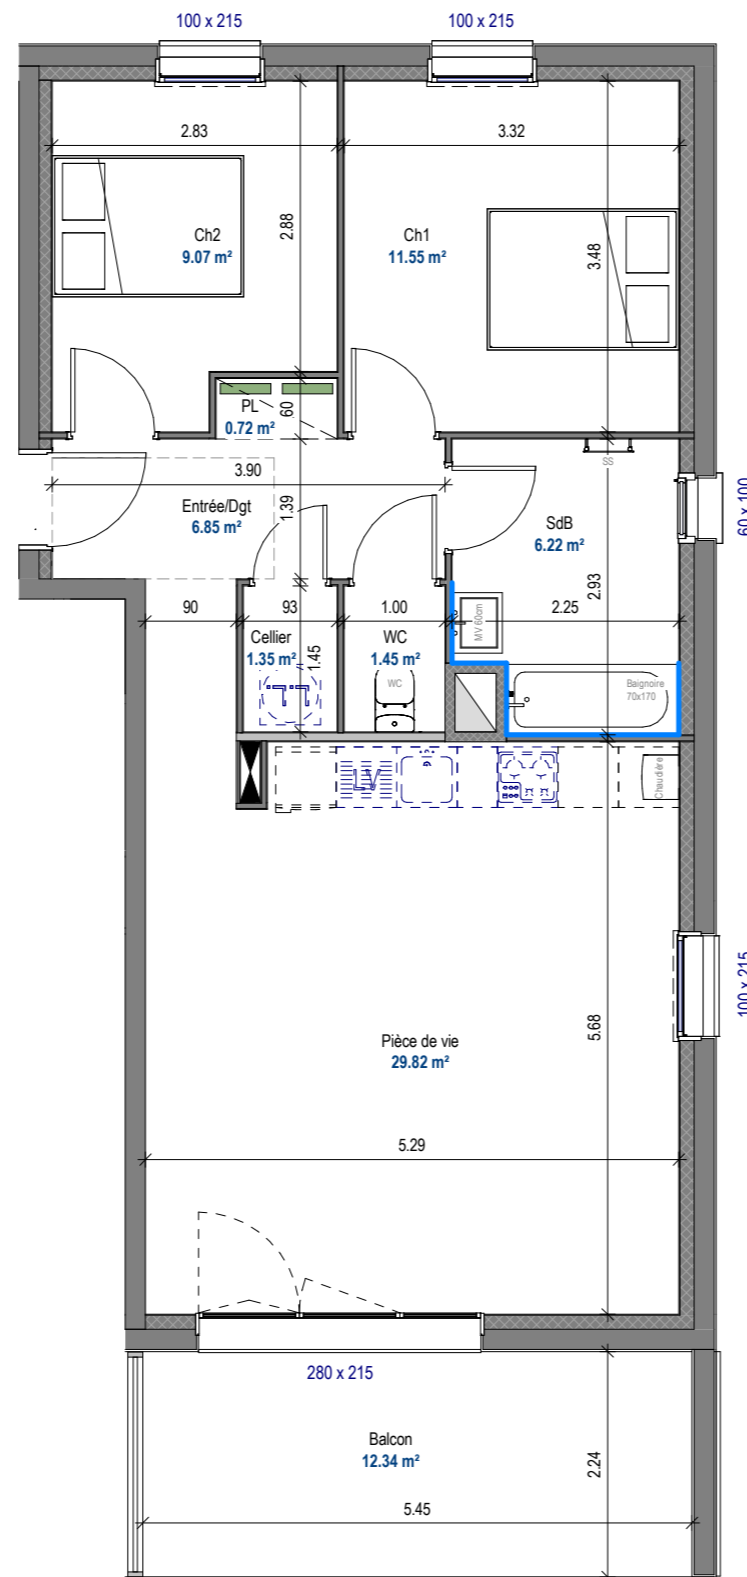 100 x 215
100 x 215
2.83
3.32
Ch2
9.07 m²
2.88
Ch1
11.55 m²
3.48
PL
0.72 m²
60
3.90
Entrée/Dgt
6.85 m²
1.39
SS
SdB
6.22 m²
60 x 100
2.93
90
93
1.00
2.25
MV 60cm
Cellier
1.35 m²
1.45
WC
1.45 m²
WC
Baignoire
70x170
LV
Chaudière
100 x 215
5.68
Pièce de vie
29.82 m²
5.29
280 x 215
Balcon
12.34 m²
2.24
5.45